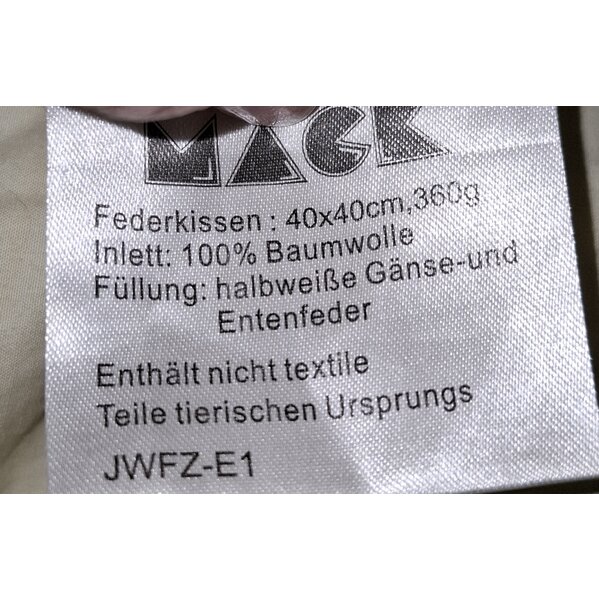 MACK
Federkissen : 40x40cm,360g
Inlett: 100% Baumwolle
Füllung: halbweiße Gänse-und
Entenfeder
Enthält nicht textile
Teile tierischen Ursprungs
JWFZ-E1